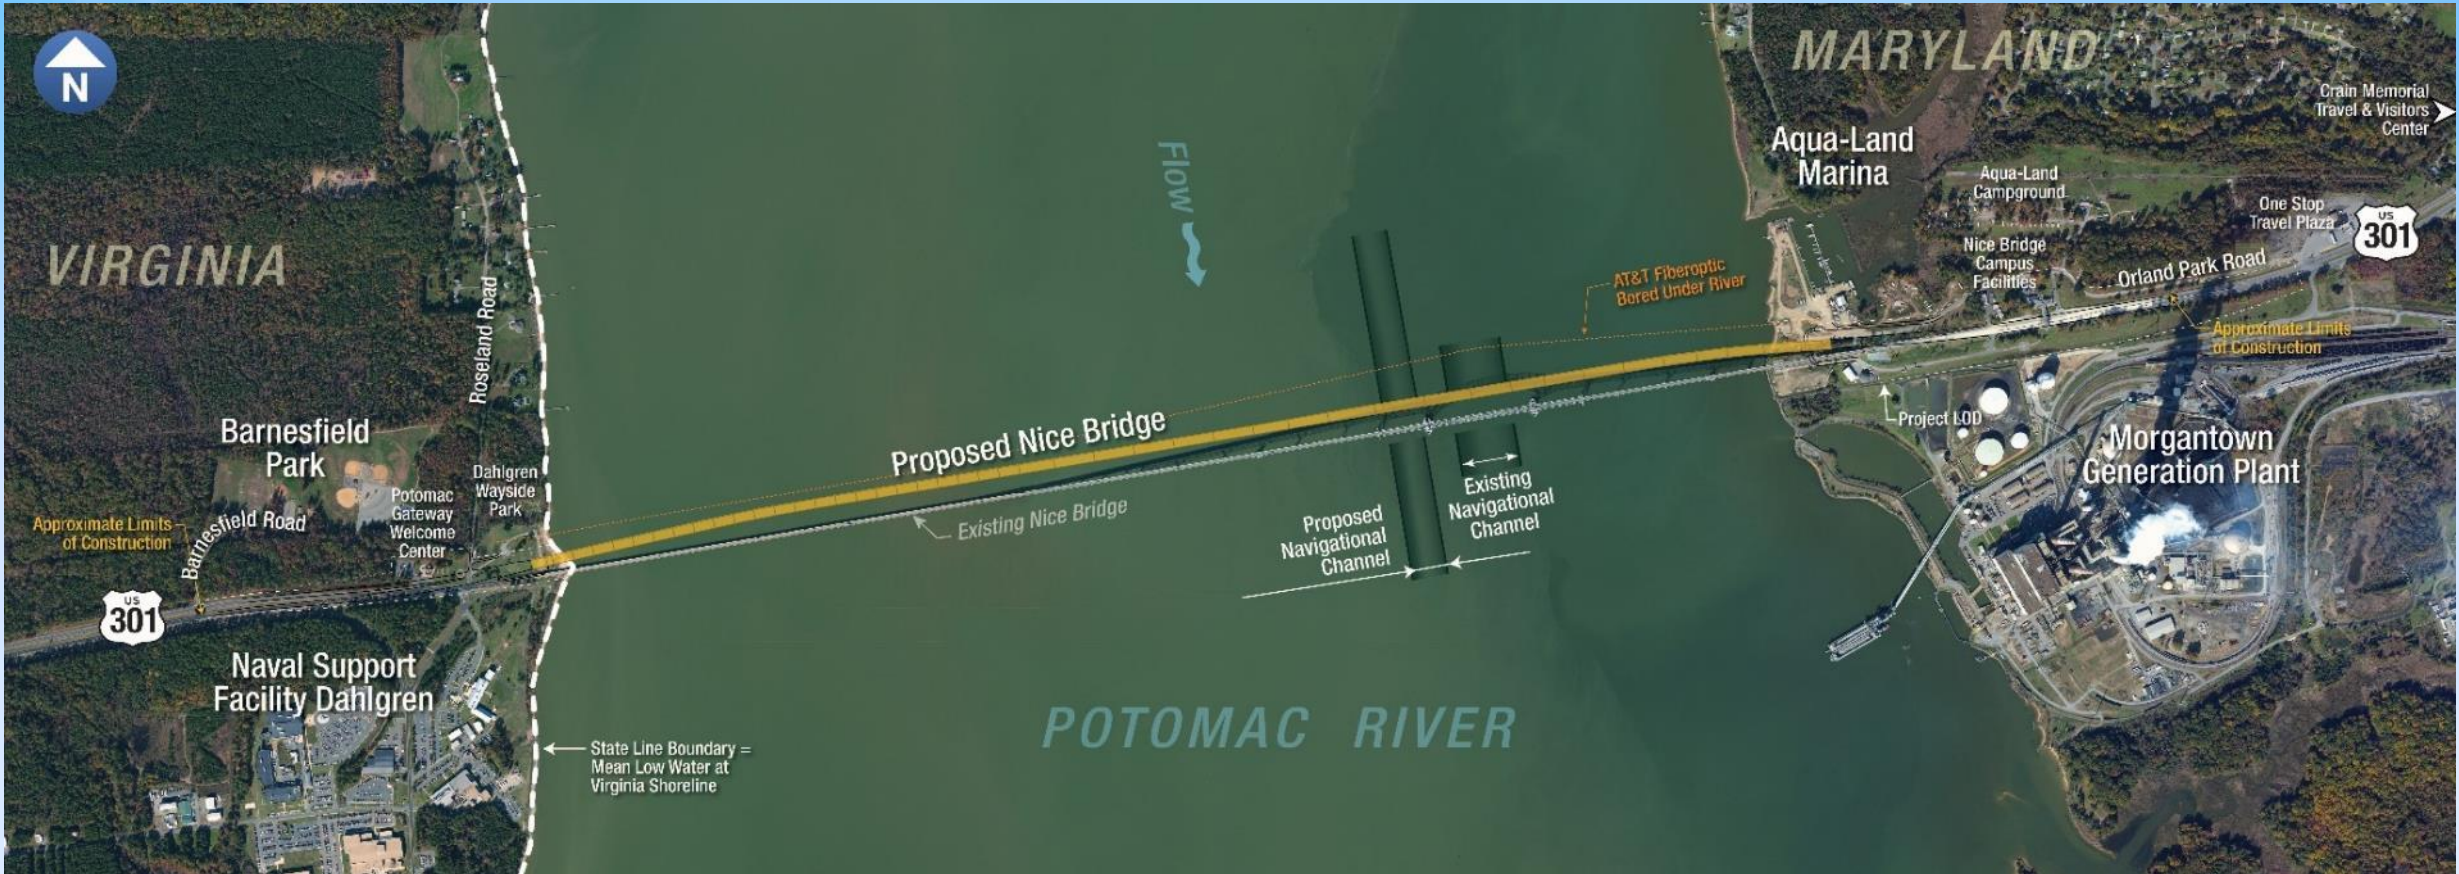 N
VIRGINIA
MARYLAND
Crain Memorial
Travel & Visitors
Center
Aqua-Land
Marina
Aqua-Land
Campground
One Stop
Travel Plaza
US
301
Nice Bridge
Campus
Facilities
Orland Park Road
Approximate Limits
of Construction
Flow
AT&T Fiberoptic
Bored Under River
Roseland Road
Barnesfield
Park
Dahlgren
Wayside
Park
Potomac
Gateway
Welcome
Center
Approximate Limits
of Construction
Barnesfield Road
US
301
Proposed Nice Bridge
Existing Nice Bridge
Existing
Navigational
Channel
Proposed
Navigational
Channel
Project LOD
Morgantown
Generation Plant
Naval Support
Facility Dahlgren
State Line Boundary =
Mean Low Water at
Virginia Shoreline
POTOMAC RIVER